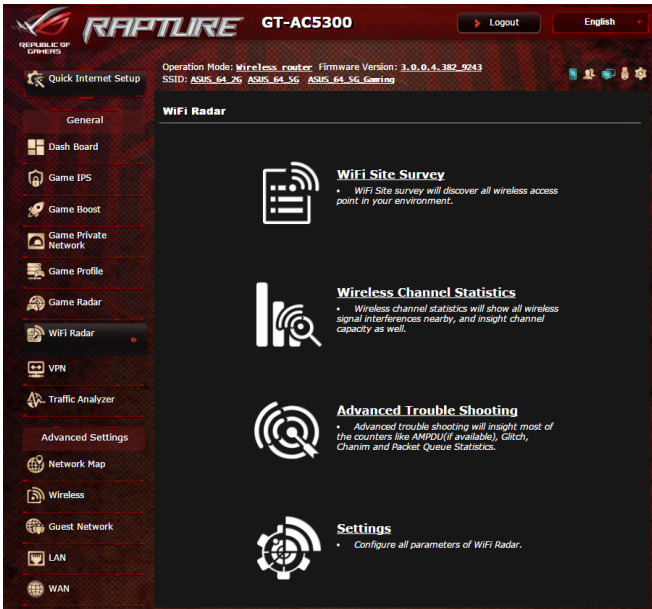 REPUBLIC OF
GAMERS
RAPTURE GT-AC5300
Logout
English
Quick Internet Setup
Operation Mode: Wireless router Firmware Version: 3.0.0.4.382_9243
SSID: ASUS_64_2G ASUS_64_5G ASUS_64_5G_Gaming
General
Dash Board
Game IPS
Game Boost
Game Private
Network
Game Profile
Game Radar
WiFi Radar
VPN
Traffic Analyzer
Advanced Settings
Network Map
Wireless
Guest Network
LAN
WAN
WiFi Radar
WiFi Site Survey
• WiFi Site survey will discover all wireless access
point in your environment.
Wireless Channel Statistics
• Wireless channel statistics will show all wireless
signal interferences nearby, and insight channel
capacity as well.
Advanced Trouble Shooting
• Advanced trouble shooting will insight most of
the counters like AMPDU(if available), Glitch,
Chanim and Packet Queue Statistics.
Settings
• Configure all parameters of WiFi Radar.